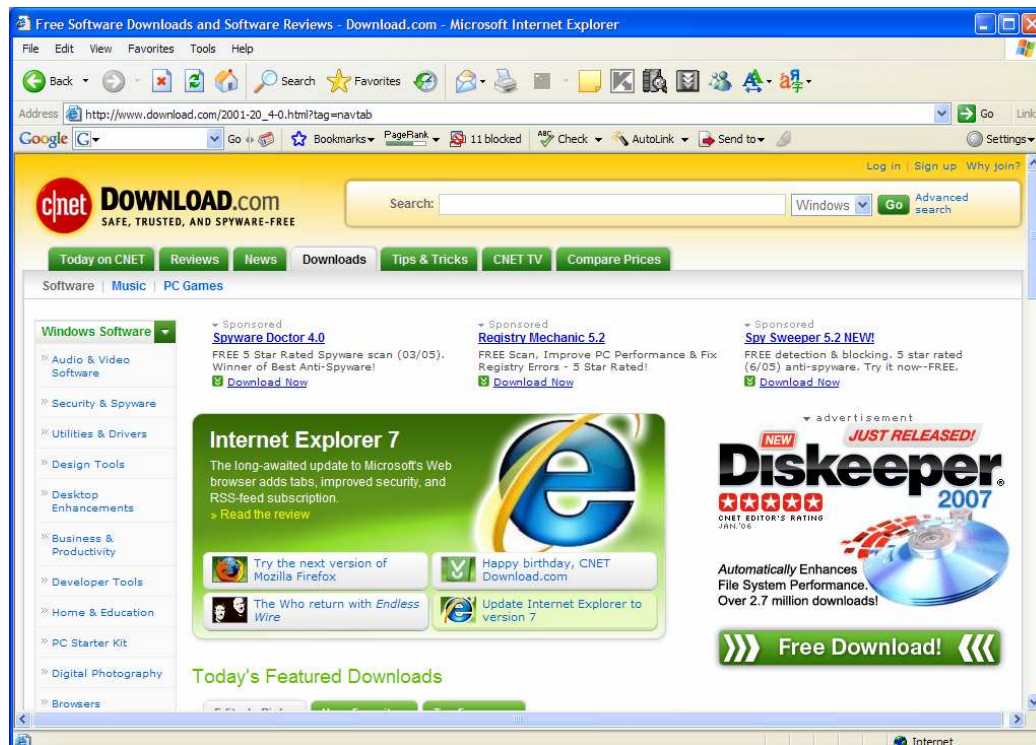 Free Software Downloads and Software Reviews - Download.com - Microsoft Internet Explorer
File Edit View Favorites Tools Help
Back Search Favorites
Address http://www.download.com/2001-20_4-0.html?tag=navtab Go Link
Google G Go Bookmarks PageRank 11 blocked ABC Check AutoLink Send to Settings
Log in | Sign up Why join?
c|net DOWNLOAD.com
SAFE, TRUSTED, AND SPYWARE-FREE
Search: Windows Go Advanced search
Today on CNET Reviews News Downloads Tips & Tricks CNET TV Compare Prices
Software | Music | PC Games
Windows Software
» Audio & Video
Software
» Security & Spyware
» Utilities & Drivers
» Design Tools
» Desktop
Enhancements
» Business &
Productivity
» Developer Tools
» Home & Education
» PC Starter Kit
» Digital Photography
» Browsers
Sponsored
Spyware Doctor 4.0
FREE 5 Star Rated Spyware scan (03/05).
Winner of Best Anti-Spyware!
Download Now
Sponsored
Registry Mechanic 5.2
FREE Scan, Improve PC Performance & Fix
Registry Errors - 5 Star Rated!
Download Now
Sponsored
Spy Sweeper 5.2 NEW!
FREE detection & blocking. 5 star rated
(6/05) anti-spyware. Try it now--FREE.
Download Now
Internet Explorer 7
The long-awaited update to Microsoft's Web
browser adds tabs, improved security, and
RSS-feed subscription.
» Read the review
Try the next version of
Mozilla Firefox
Happy birthday, CNET
Download.com
The Who return with Endless
Wire
Update Internet Explorer to
version 7
advertisement
NEW JUST RELEASED!
Diskeeper®
2007
CNET EDITOR'S RATING
JAN.'06
Automatically Enhances
File System Performance.
Over 2.7 million downloads!
Free Download!
Today's Featured Downloads
Internet